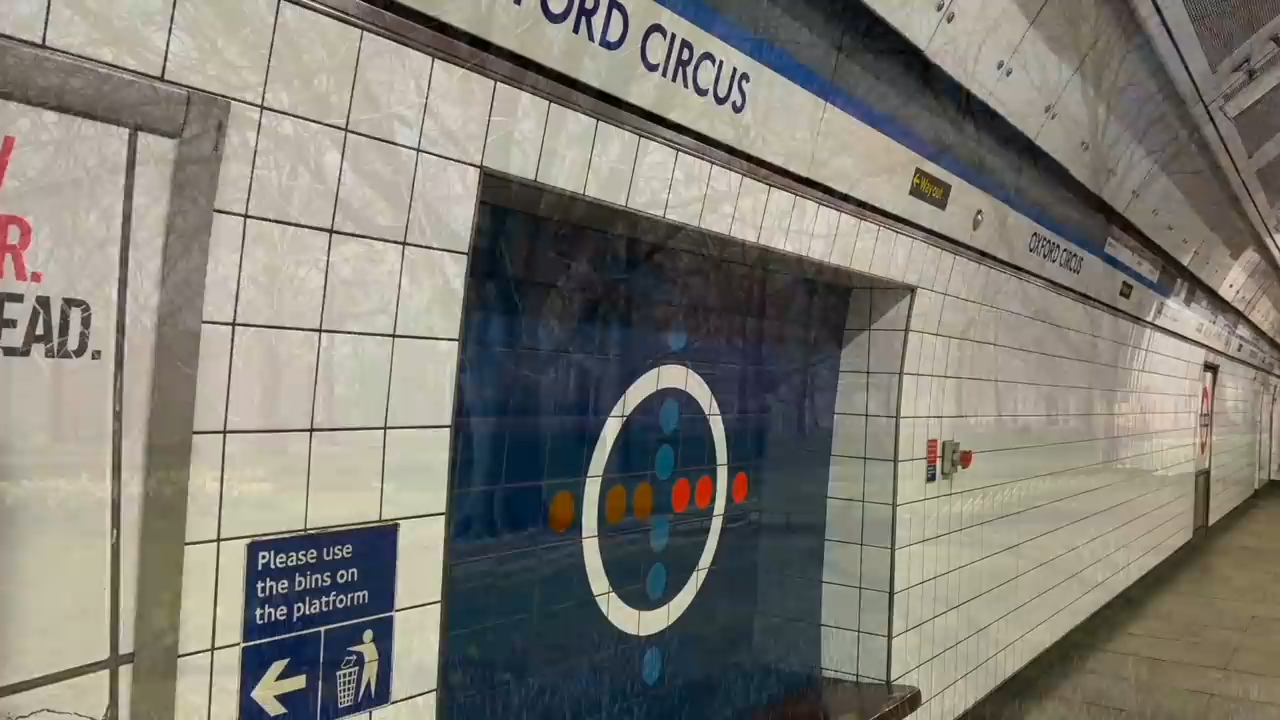 FORD CIRCUS
← Way out
OXFORD CIRCUS
R.
EAD.
Please use
the bins on
the platform